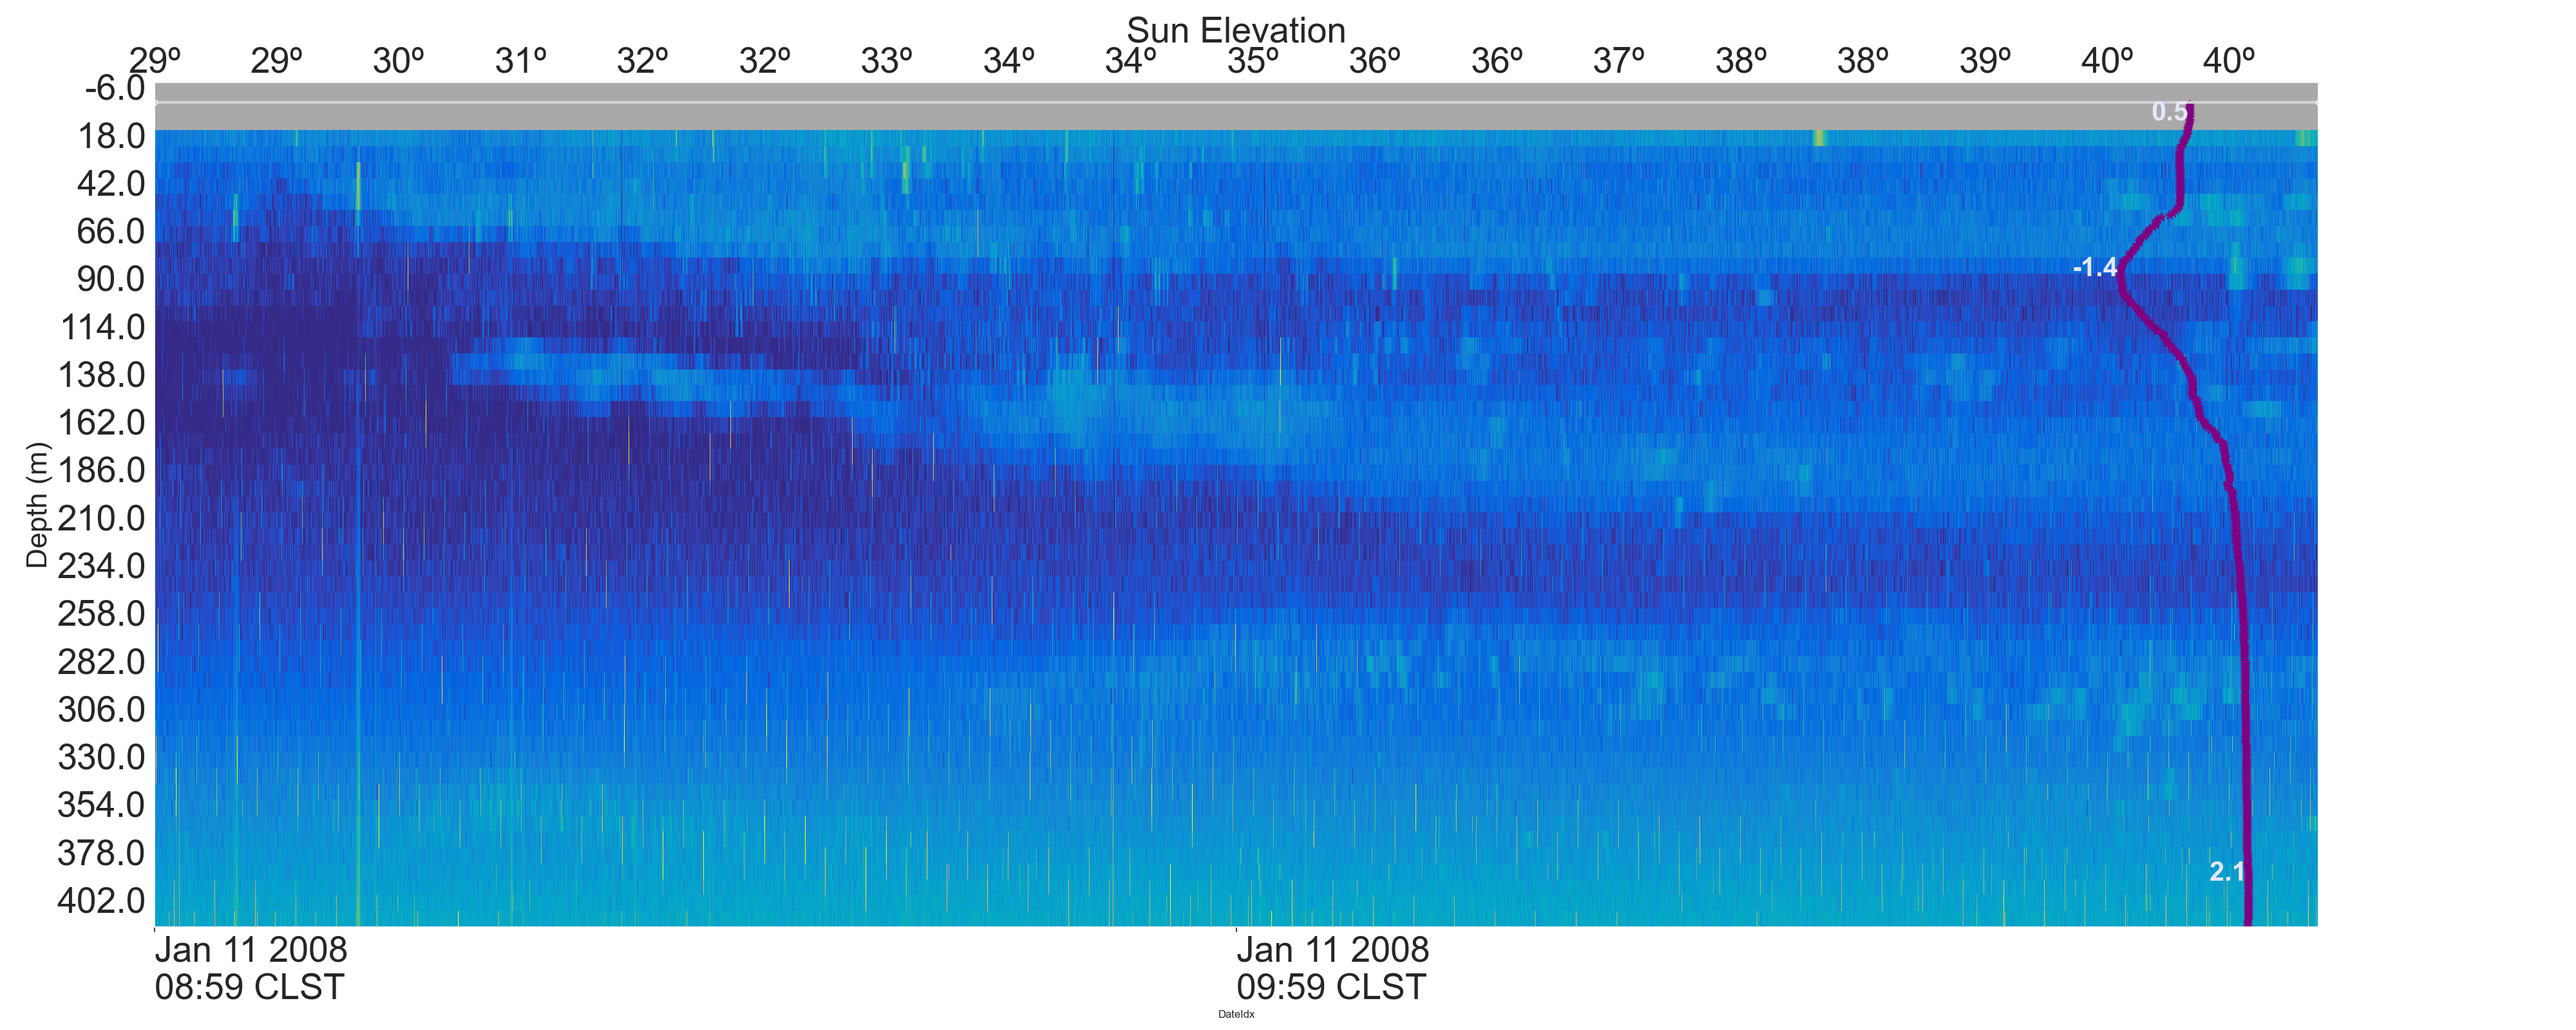 Sun Elevation
29º 29º 30º 31º 32º 32º 33º 34º 34º 35º 36º 36º 37º 38º 38º 39º 40º 40º
-6.0
0.5
18.0
42.0
66.0
-1.4
90.0
114.0
138.0
162.0
186.0
Depth (m)
210.0
234.0
258.0
282.0
306.0
330.0
354.0
378.0
2.1
402.0
Jan 11 2008
08:59 CLST
Jan 11 2008
09:59 CLST
DateIdx